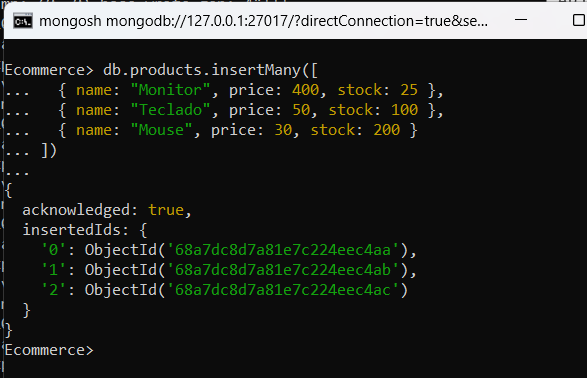 mongosh mongodb://127.0.0.1:27017/?directConnection=true&se...
Ecommerce> db.products.insertMany([
...   { name: "Monitor", price: 400, stock: 25 },
...   { name: "Teclado", price: 50, stock: 100 },
...   { name: "Mouse", price: 30, stock: 200 }
... ])
...
{
  acknowledged: true,
  insertedIds: {
    '0': ObjectId('68a7dc8d7a81e7c224eec4aa'),
    '1': ObjectId('68a7dc8d7a81e7c224eec4ab'),
    '2': ObjectId('68a7dc8d7a81e7c224eec4ac')
  }
}
Ecommerce>